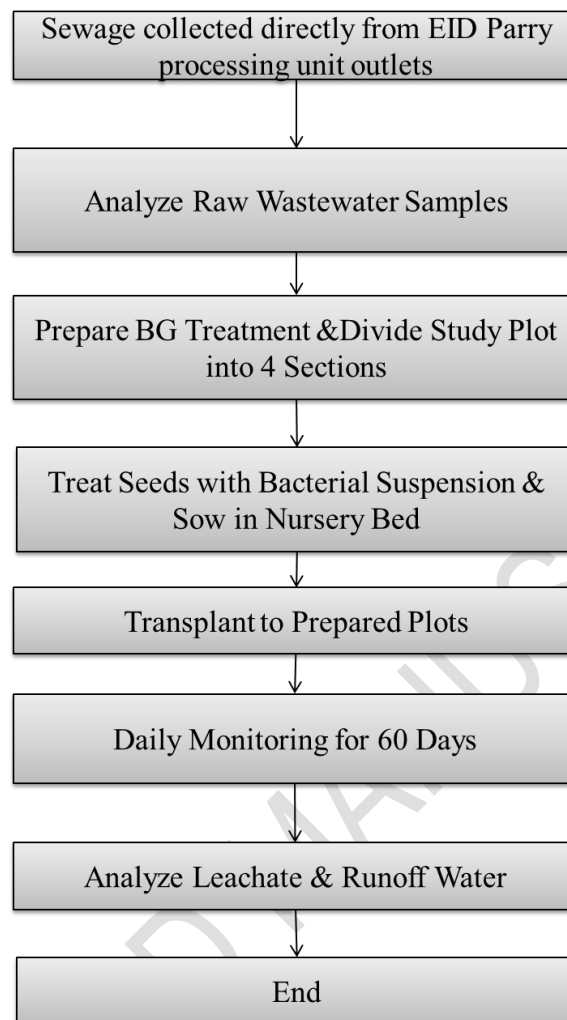 Sewage collected directly from EID Parry
processing unit outlets
Analyze Raw Wastewater Samples
Prepare BG Treatment &Divide Study Plot
into 4 Sections
Treat Seeds with Bacterial Suspension &
Sow in Nursery Bed
Transplant to Prepared Plots
Daily Monitoring for 60 Days
Analyze Leachate & Runoff Water
End